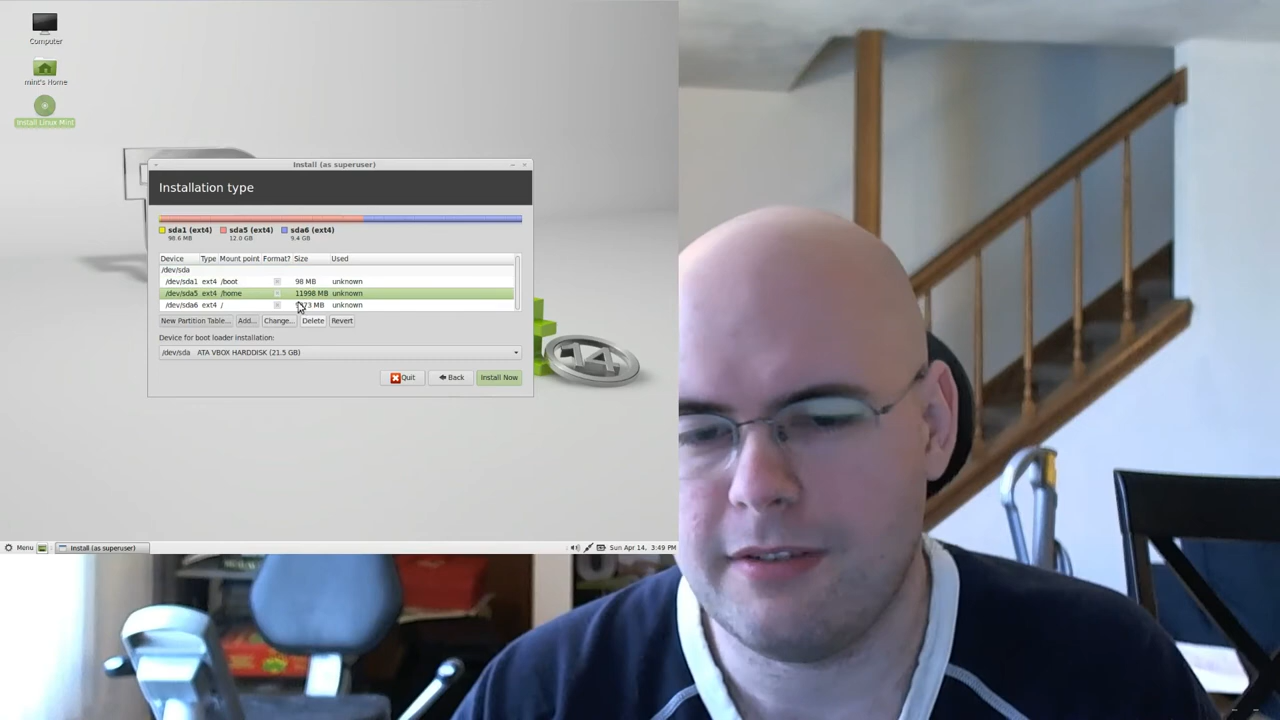 Computer
mint's Home
Install Linux Mint
Install (as superuser)
Installation type
sda1 (ext4) sda5 (ext4) sda6 (ext4)
98.6 MB 12.0 GB 9.4 GB
Device Type Mount point Format? Size Used
/dev/sda
/dev/sda1 ext4 /boot 98 MB unknown
/dev/sda5 ext4 /home 11998 MB unknown
/dev/sda6 ext4 / MB unknown
New Partition Table... Add... Change... Delete Revert
Device for boot loader installation:
/dev/sda ATA VBOX HARDDISK (21.5 GB)
Quit Back Install Now
14
Menu Install (as superuser) Sun Apr 14, 3:49 PM